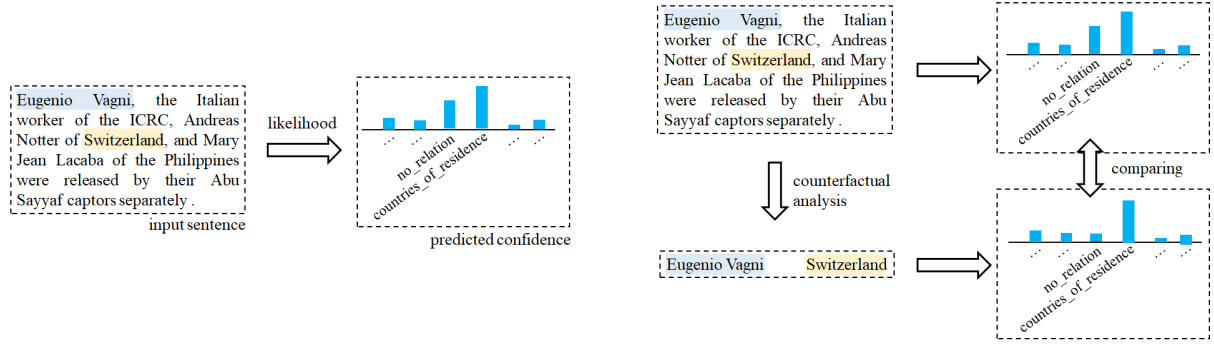 Eugenio Vagni, the Italian
worker of the ICRC, Andreas
Notter of Switzerland, and Mary
Jean Lacaba of the Philippines
were released by their Abu
Sayyaf captors separately .
input sentence
likelihood
...
...
no_relation
countries_of_residence
...
...
predicted confidence
Eugenio Vagni, the Italian
worker of the ICRC, Andreas
Notter of Switzerland, and Mary
Jean Lacaba of the Philippines
were released by their Abu
Sayyaf captors separately .
...
...
no_relation
countries_of_residence
...
...
counterfactual
analysis
comparing
Eugenio Vagni Switzerland
...
...
no_relation
countries_of_residence
...
...